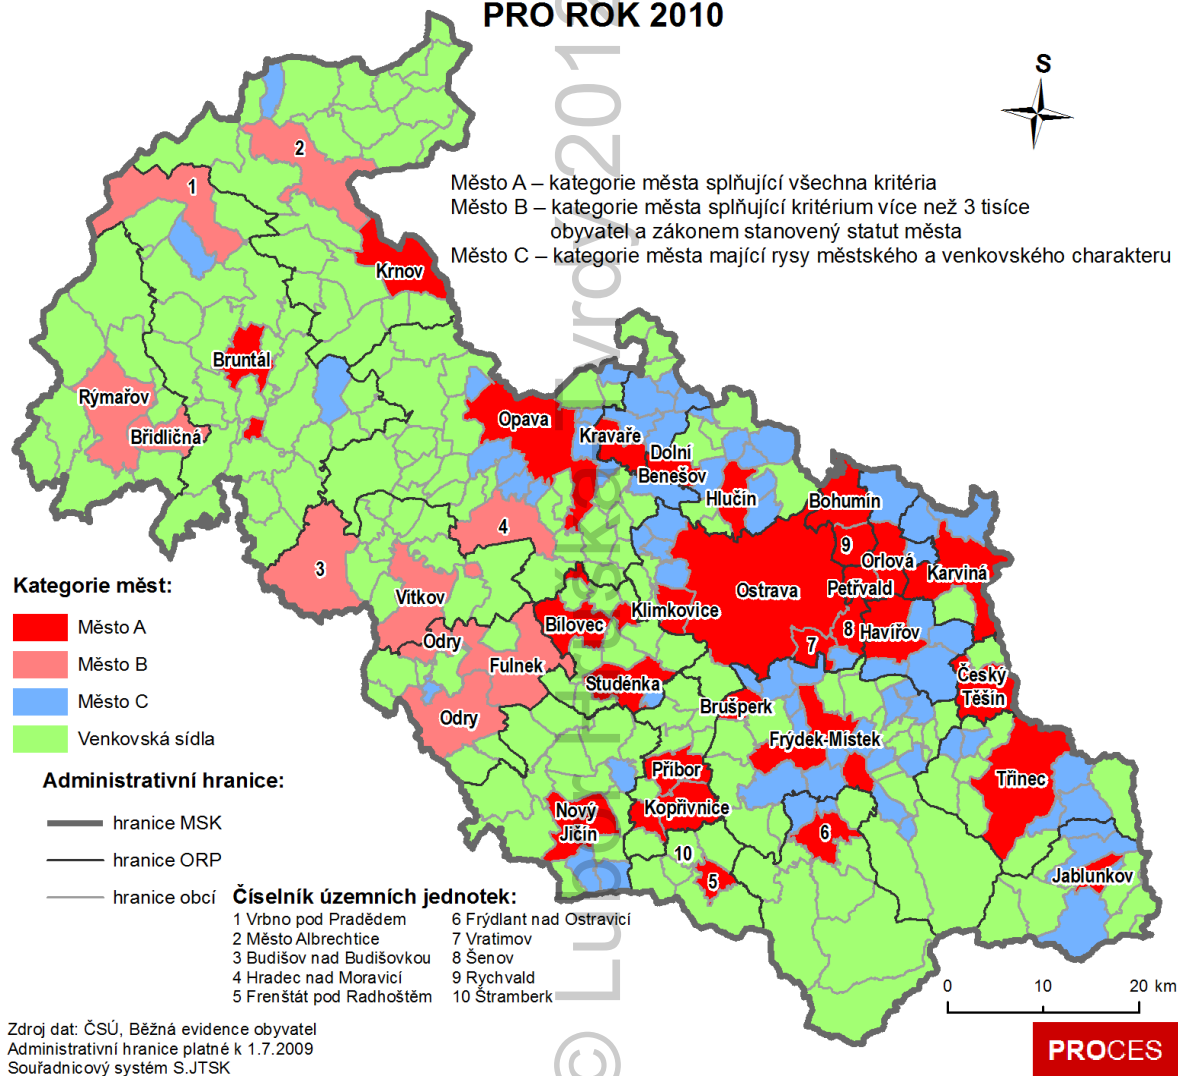 PRO ROK 2010
S
Město A – kategorie města splňující všechna kritéria
Město B – kategorie města splňující kritérium více než 3 tisíce
obyvatel a zákonem stanovený statut města
Město C – kategorie města mající rysy městského a venkovského charakteru
2
1
Krnov
Bruntál
Rýmařov
Břidličná
Opava
Kravaře
Dolní
Benešov
Hlučín
Bohumín
4
9
Orlová
3
Karviná
Ostrava
Petřvald
Vítkov
Klimkovice
Bílovec
8
Havířov
Odry
7
Fulnek
Český
Těšín
Studénka
Brušperk
Odry
Frýdek-Místek
Příbor
Třinec
Kopřivnice
Nový
Jičín
6
10
5
Jablunkov
Kategorie měst:
Město A
Město B
Město C
Venkovská sídla
Administrativní hranice:
hranice MSK
hranice ORP
hranice obcí
Číselník územních jednotek:
1 Vrbno pod Pradědem
2 Město Albrechtice
3 Budišov nad Budišovkou
4 Hradec nad Moravicí
5 Frenštát pod Radhoštěm
6 Frýdlant nad Ostravicí
7 Vratimov
8 Šenov
9 Rychvald
10 Štramberk
0 10 20 km
Zdroj dat: ČSÚ, Běžná evidence obyvatel
Administrativní hranice platné k 1.7.2009
Souřadnicový systém S.JTSK
PROCES